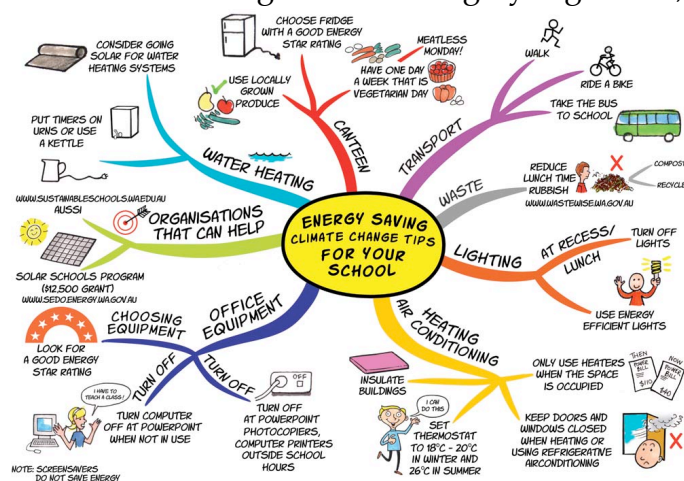 CONSIDER GOING
SOLAR FOR WATER
HEATING SYSTEMS
PUT TIMERS ON
URNS OR USE
A KETTLE
WATER HEATING
CHOOSE FRIDGE
WITH A GOOD ENERGY
STAR RATING
USE LOCALLY
GROWN
PRODUCE
MEATLESS
MONDAY!
HAVE ONE DAY
A WEEK THAT IS
VEGETARIAN DAY
CANTEEN
WALK
RIDE A BIKE
TAKE THE BUS
TO SCHOOL
TRANSPORT
WASTE
REDUCE
LUNCH TIME
RUBBISH
COMPOST
RECYCLE
WWW.WASTEWISE.WA.GOV.AU
ENERGY SAVING
CLIMATE CHANGE TIPS
FOR YOUR
SCHOOL
WWW.SUSTAINABLESCHOOLS.WA.EDU.AU
AUSSI
ORGANISATIONS
THAT CAN HELP
SOLAR SCHOOLS PROGRAM
($12,500 GRANT)
WWW.SEDO.ENERGY.WA.GOV.AU
LIGHTING
AT RECESS/
LUNCH
TURN OFF
LIGHTS
USE ENERGY
EFFICIENT LIGHTS
OFFICE
EQUIPMENT
CHOOSING
EQUIPMENT
LOOK FOR
A GOOD ENERGY
STAR RATING
TURN OFF
I HAVE TO
TEACH A CLASS!
TURN COMPUTER
OFF AT POWERPOINT
WHEN NOT IN USE
NOTE: SCREENSAVERS
DO NOT SAVE ENERGY
TURN OFF
OFF
TURN OFF
AT POWERPOINT
PHOTOCOPIERS,
COMPUTER PRINTERS
OUTSIDE SCHOOL
HOURS
HEATING
AIR CONDITIONING
INSULATE
BUILDINGS
I CAN
DO THIS
SET
THERMOSTAT
TO 18°C - 20°C
IN WINTER AND
26°C IN SUMMER
ONLY USE HEATERS
WHEN THE SPACE
IS OCCUPIED
THEN
POWER
BILL
$110
NOW
POWER
BILL
$40
KEEP DOORS AND
WINDOWS CLOSED
WHEN HEATING OR
USING REFRIGERATIVE
AIRCONDITIONING